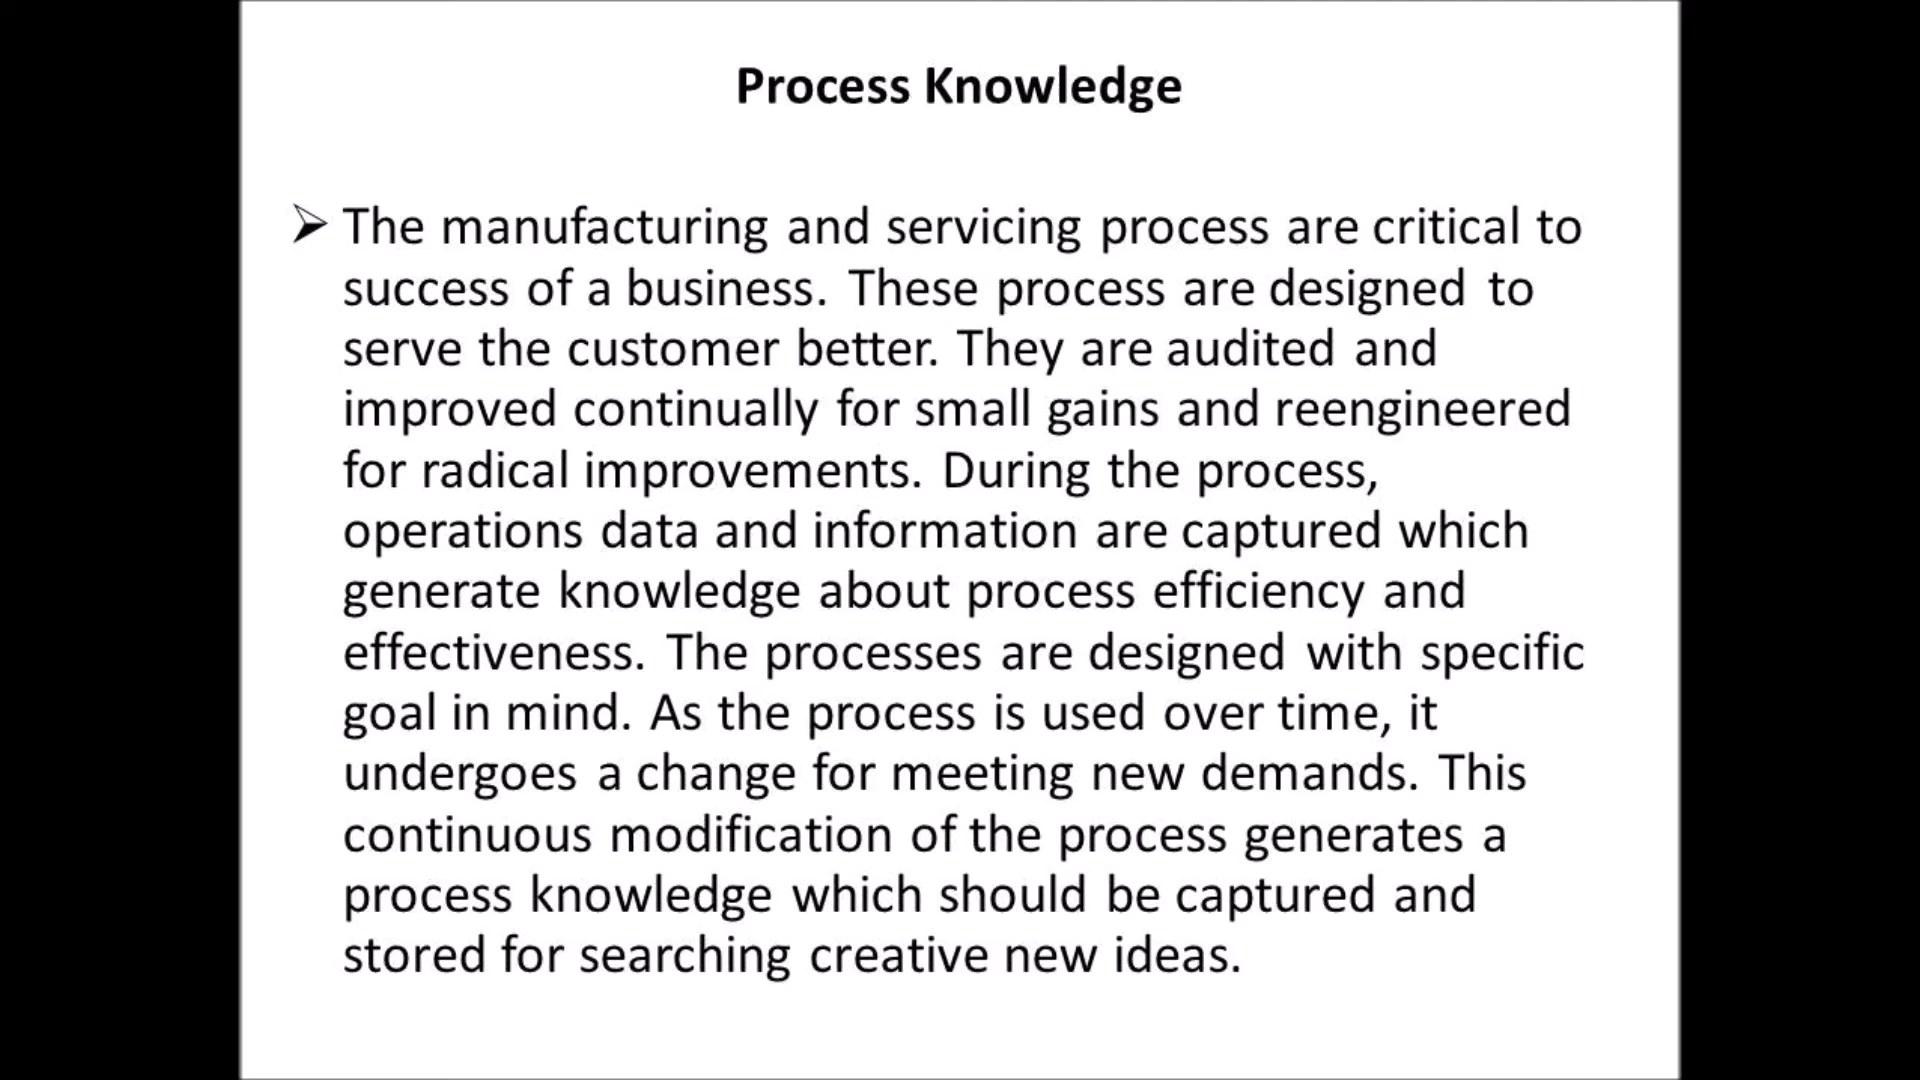 Process Knowledge
➢ The manufacturing and servicing process are critical to
success of a business. These process are designed to
serve the customer better. They are audited and
improved continually for small gains and reengineered
for radical improvements. During the process,
operations data and information are captured which
generate knowledge about process efficiency and
effectiveness. The processes are designed with specific
goal in mind. As the process is used over time, it
undergoes a change for meeting new demands. This
continuous modification of the process generates a
process knowledge which should be captured and
stored for searching creative new ideas.